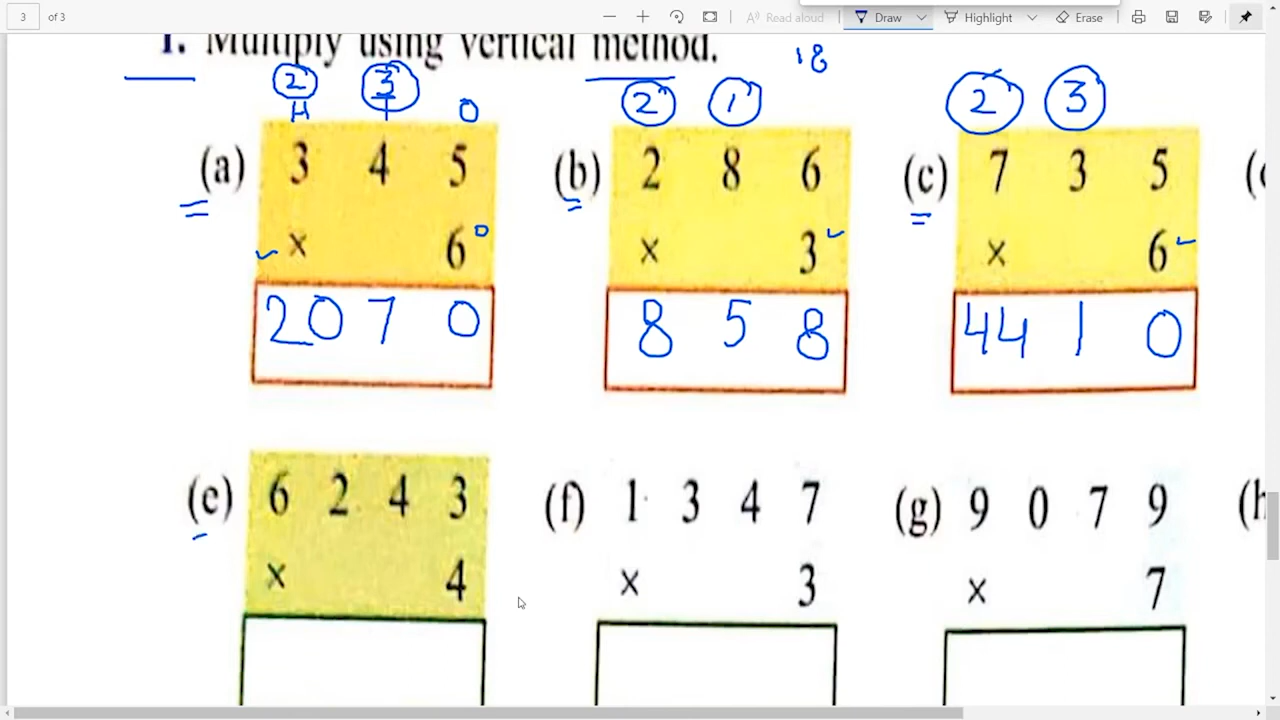 3 of 3 Read aloud Draw Highlight Erase
1. Multiply using vertical method. 18
2 3 2 1 2 3
H T O
(a) 3 4 5 (b) 2 8 6 (c) 7 3 5
× 6 × 3 × 6
2 0 7 0 8 5 8 4 4 1 0
(e) 6 2 4 3 (f) 1 3 4 7 (g) 9 0 7 9
× 4 × 3 × 7